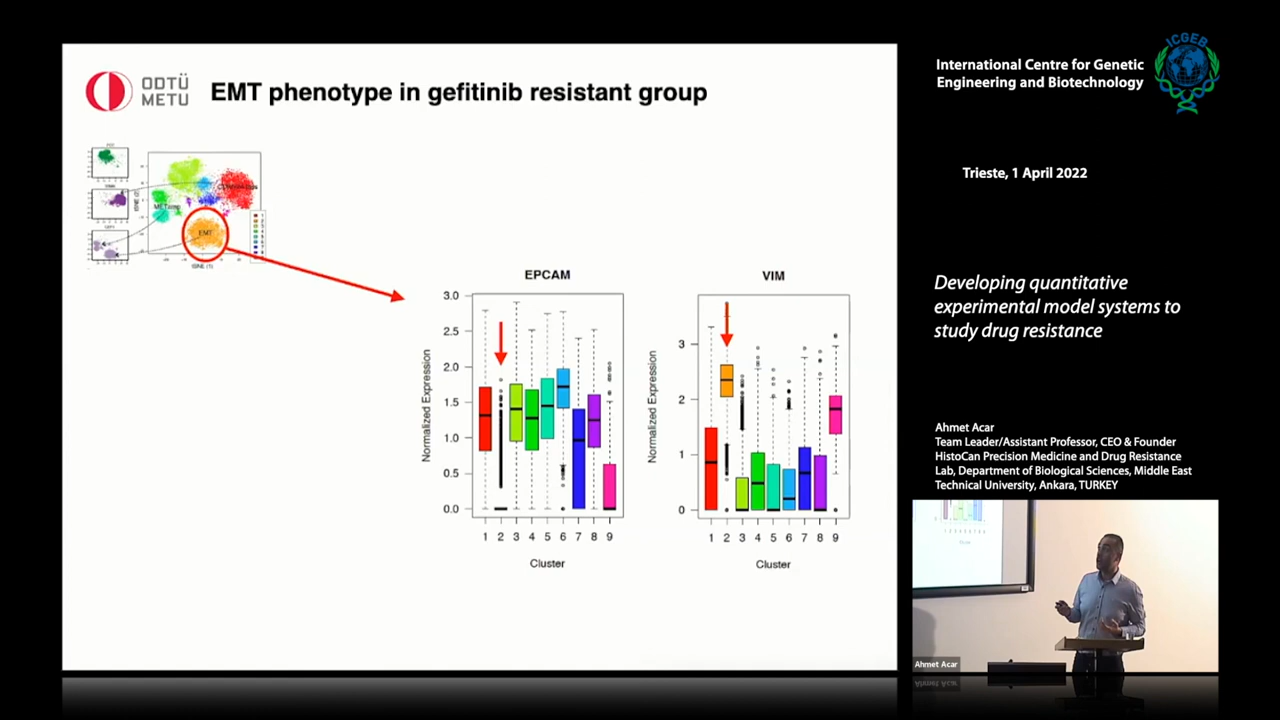 ODTÜ
METU
EMT phenotype in gefitinib resistant group
EMT
tSNE (1)
EPCAM
Normalized Expression
3.0
2.5
2.0
1.5
1.0
0.5
0.0
1 2 3 4 5 6 7 8 9
Cluster
VIM
Normalized Expression
3
2
1
0
1 2 3 4 5 6 7 8 9
Cluster
ICGEB
International Centre for Genetic
Engineering and Biotechnology
Trieste, 1 April 2022
Developing quantitative
experimental model systems to
study drug resistance
Ahmet Acar
Team Leader/Assistant Professor, CEO & Founder
HistoCan Precision Medicine and Drug Resistance
Lab, Department of Biological Sciences, Middle East
Technical University, Ankara, TURKEY
Ahmet Acar